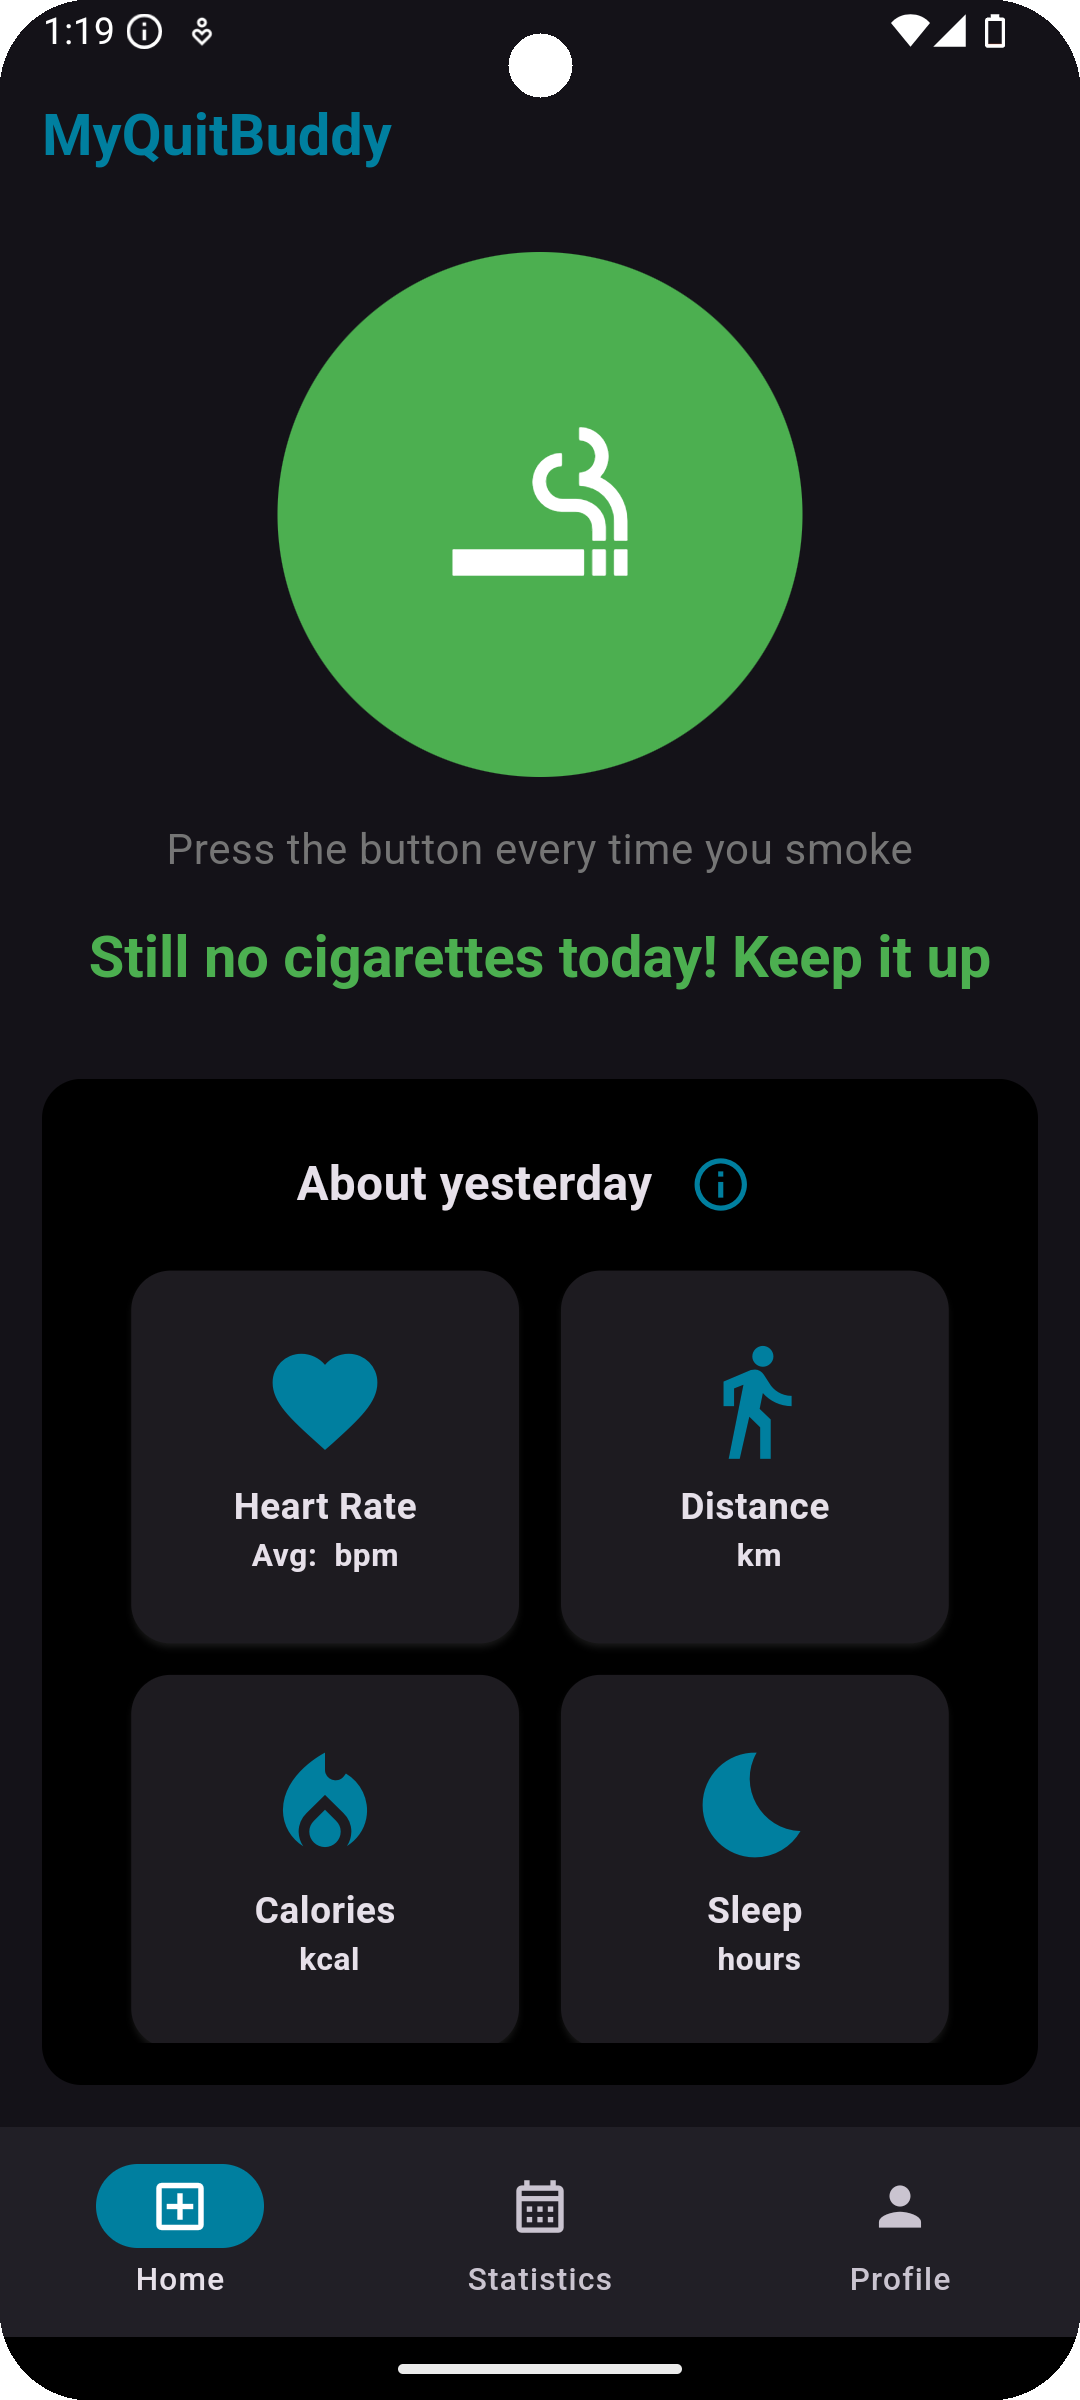 1:19
MyQuitBuddy
Press the button every time you smoke
Still no cigarettes today! Keep it up
About yesterday
Heart Rate
Avg:  bpm
Distance
km
Calories
kcal
Sleep
hours
Home
Statistics
Profile